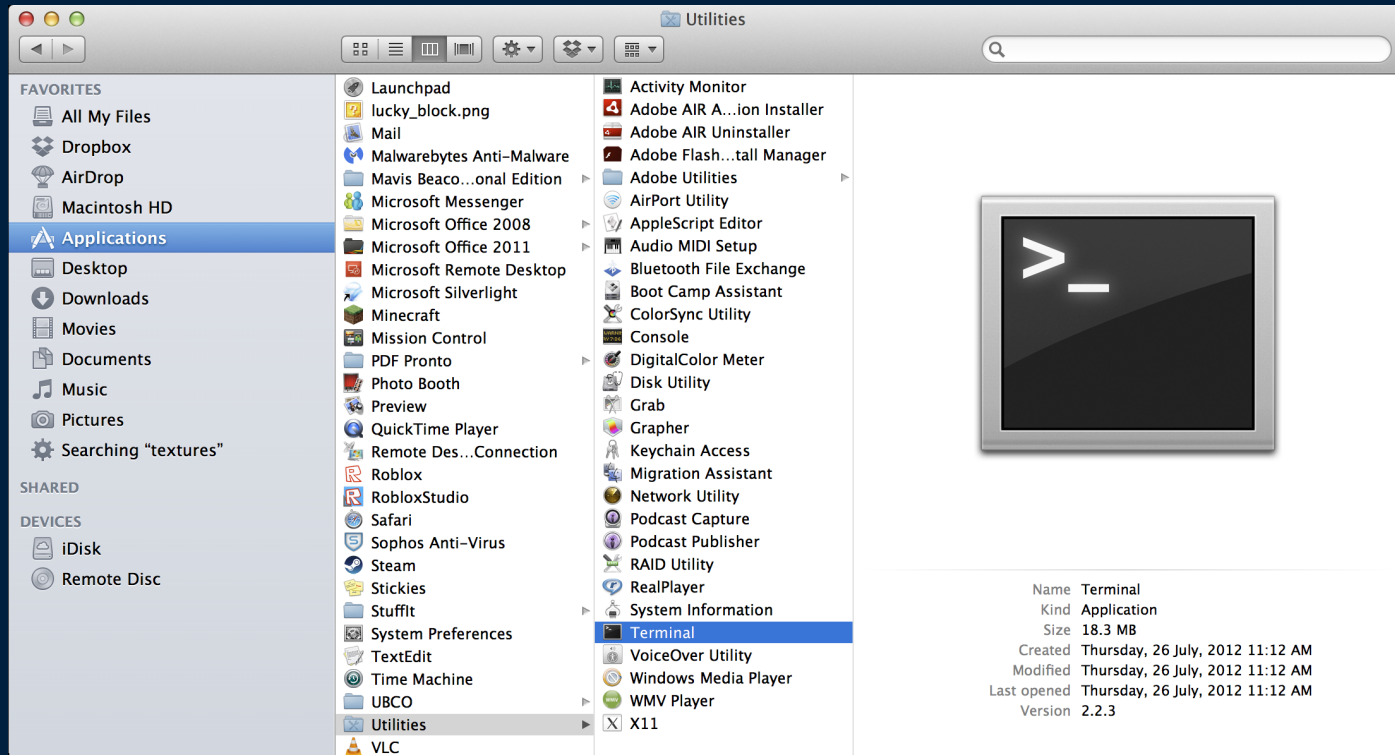 Utilities
FAVORITES
All My Files
Dropbox
AirDrop
Macintosh HD
Applications
Desktop
Downloads
Movies
Documents
Music
Pictures
Searching “textures”
SHARED
DEVICES
iDisk
Remote Disc
Launchpad
lucky_block.png
Mail
Malwarebytes Anti-Malware
Mavis Beaco...onal Edition
Microsoft Messenger
Microsoft Office 2008
Microsoft Office 2011
Microsoft Remote Desktop
Microsoft Silverlight
Minecraft
Mission Control
PDF Pronto
Photo Booth
Preview
QuickTime Player
Remote Des...Connection
Roblox
RobloxStudio
Safari
Sophos Anti-Virus
Steam
Stickies
StuffIt
System Preferences
TextEdit
Time Machine
UBCO
Utilities
VLC
Activity Monitor
Adobe AIR A...ion Installer
Adobe AIR Uninstaller
Adobe Flash...tall Manager
Adobe Utilities
AirPort Utility
AppleScript Editor
Audio MIDI Setup
Bluetooth File Exchange
Boot Camp Assistant
ColorSync Utility
Console
DigitalColor Meter
Disk Utility
Grab
Grapher
Keychain Access
Migration Assistant
Network Utility
Podcast Capture
Podcast Publisher
RAID Utility
RealPlayer
System Information
Terminal
VoiceOver Utility
Windows Media Player
WMV Player
X11
>_
Name Terminal
Kind Application
Size 18.3 MB
Created Thursday, 26 July, 2012 11:12 AM
Modified Thursday, 26 July, 2012 11:12 AM
Last opened Thursday, 26 July, 2012 11:12 AM
Version 2.2.3